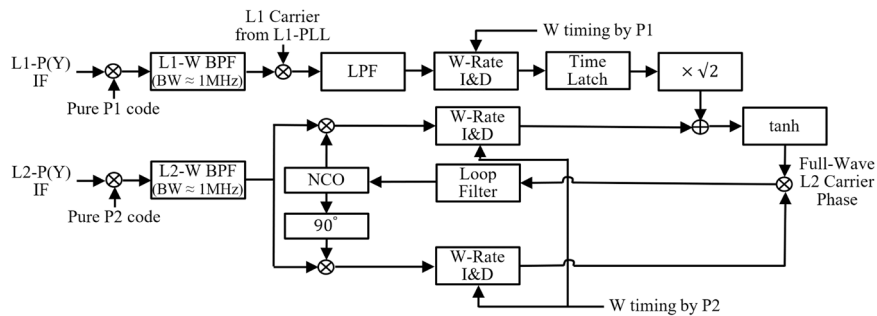 L1 Carrier
from L1-PLL
W timing by P1
L1-P(Y)
IF
L1-W BPF
(BW ≈ 1MHz)
LPF
W-Rate
I&D
Time
Latch
× √2
Pure P1 code
W-Rate
I&D
tanh
L2-P(Y)
IF
L2-W BPF
(BW ≈ 1MHz)
NCO
Loop
Filter
Full-Wave
L2 Carrier
Phase
Pure P2 code
90°
W-Rate
I&D
W timing by P2